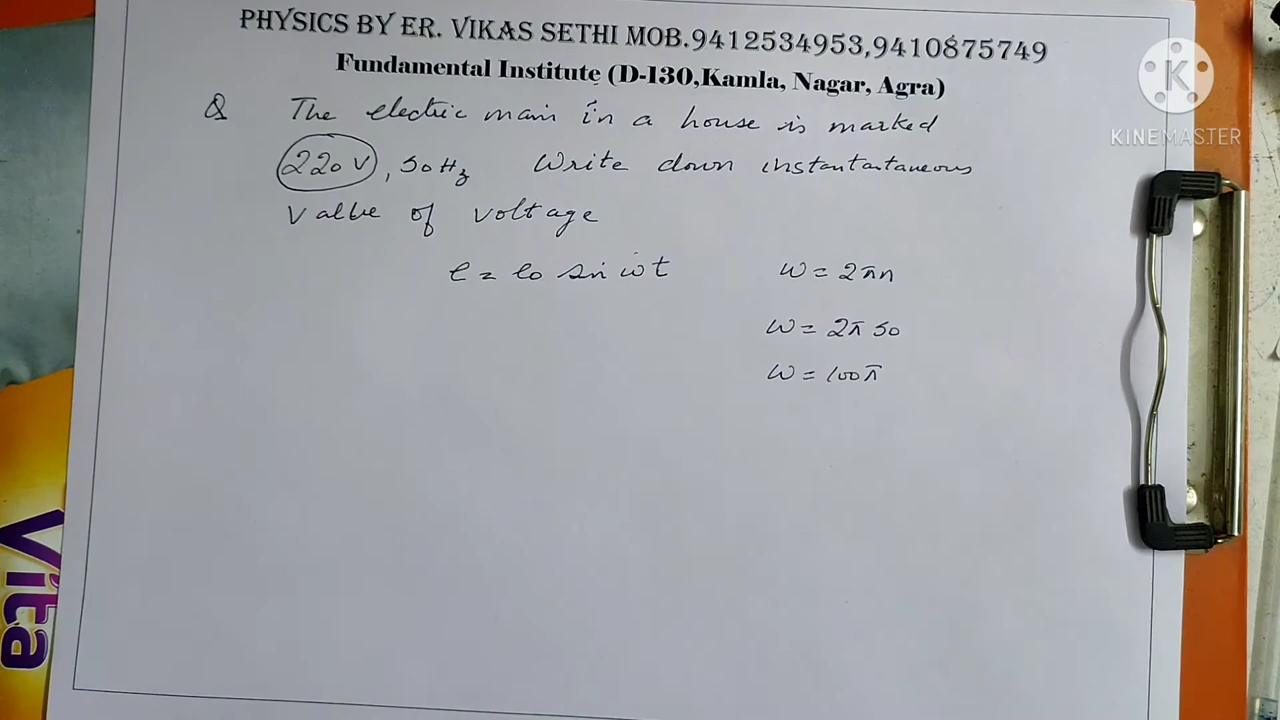 PHYSICS BY ER. VIKAS SETHI MOB.9412534953,9410875749
Fundamental Institute (D-130,Kamla, Nagar, Agra)
Q The electric main in a house is marked
220 V, 50 Hz Write down instantantaneous
Value of voltage
e = e0 sin ωt ω = 2πn
ω = 2π 50
ω = 100π
K
KINEMASTER
Vita